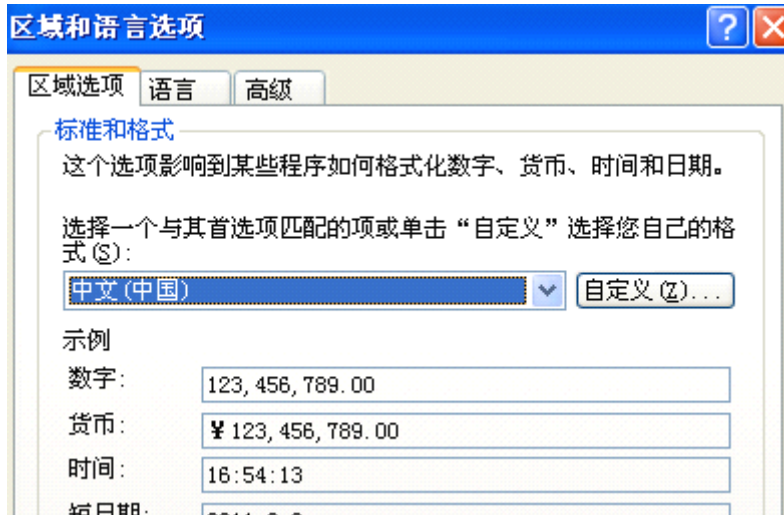 区域和语言选项
区域选项 语言 高级
标准和格式
这个选项影响到某些程序如何格式化数字、货币、时间和日期。
选择一个与其首选项匹配的项或单击“自定义”选择您自己的格
式(S):
中文(中国) 自定义(Z)...
示例
数字: 123,456,789.00
货币: ¥123,456,789.00
时间: 16:54:13
短日期: